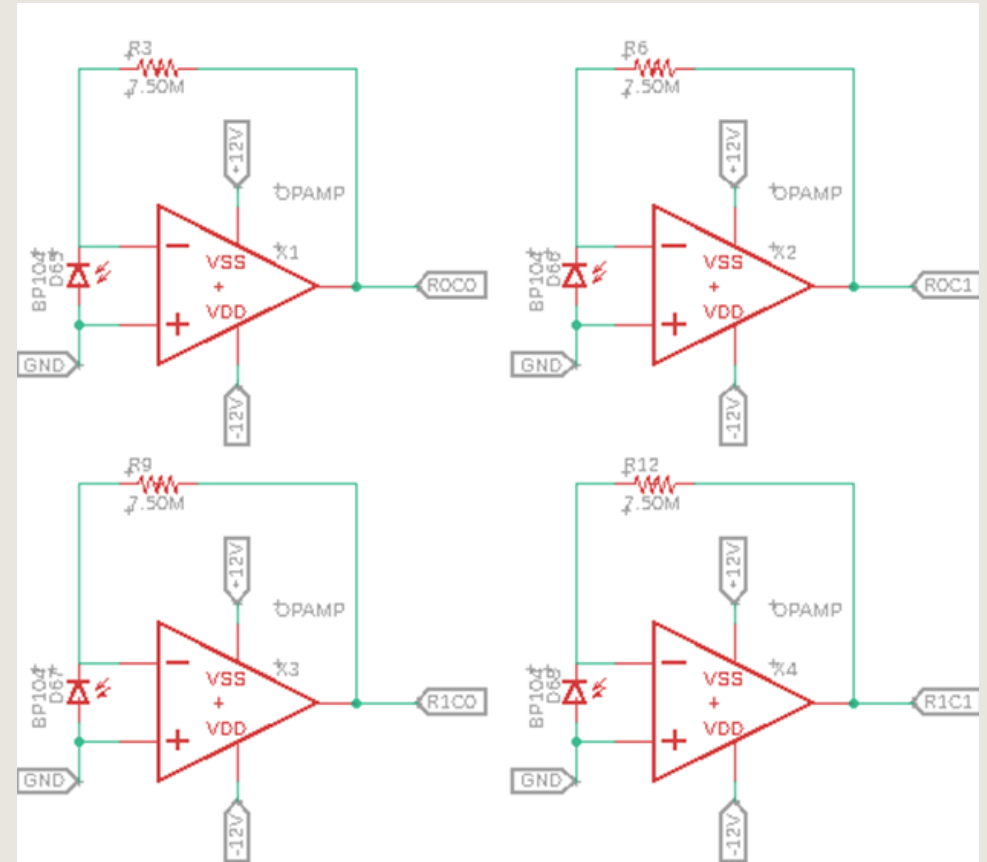 R3
7.50M
+12V
OPAMP
BP104
D65
X1
VSS
VDD
R0C0
GND
-12V
R6
7.50M
+12V
OPAMP
BP104
D66
X2
VSS
VDD
R0C1
GND
-12V
R9
7.50M
+12V
OPAMP
BP104
D67
X3
VSS
VDD
R1C0
GND
-12V
R12
7.50M
+12V
OPAMP
BP104
D68
X4
VSS
VDD
R1C1
GND
-12V